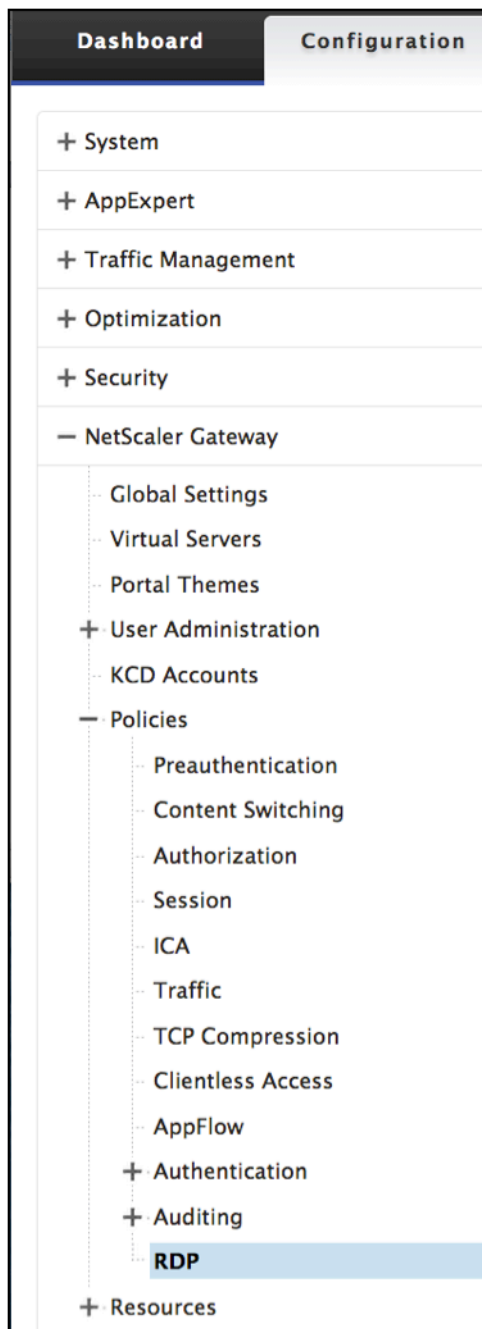 Dashboard Configuration
System
AppExpert
Traffic Management
Optimization
Security
NetScaler Gateway
Global Settings
Virtual Servers
Portal Themes
User Administration
KCD Accounts
Policies
Preauthentication
Content Switching
Authorization
Session
ICA
Traffic
TCP Compression
Clientless Access
AppFlow
Authentication
Auditing
RDP
Resources